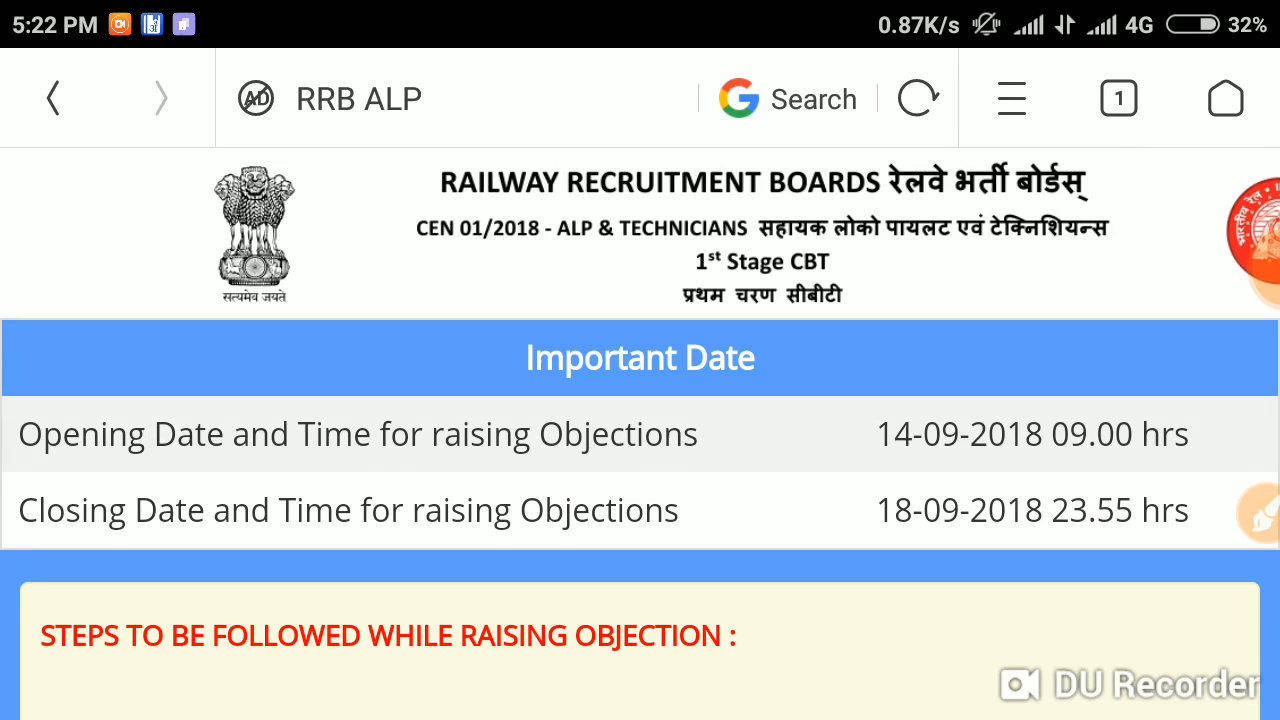 5:22 PM 0.87K/s 4G 32%
AD RRB ALP Search 1
RAILWAY RECRUITMENT BOARDS रेलवे भर्ती बोर्डस्
CEN 01/2018 - ALP & TECHNICIANS सहायक लोको पायलट एवं टेक्निशियन्स
1st Stage CBT
प्रथम चरण सीबीटी
सत्यमेव जयते
भारतीय रेल
Important Date
Opening Date and Time for raising Objections 14-09-2018 09.00 hrs
Closing Date and Time for raising Objections 18-09-2018 23.55 hrs
STEPS TO BE FOLLOWED WHILE RAISING OBJECTION :
DU Recorder